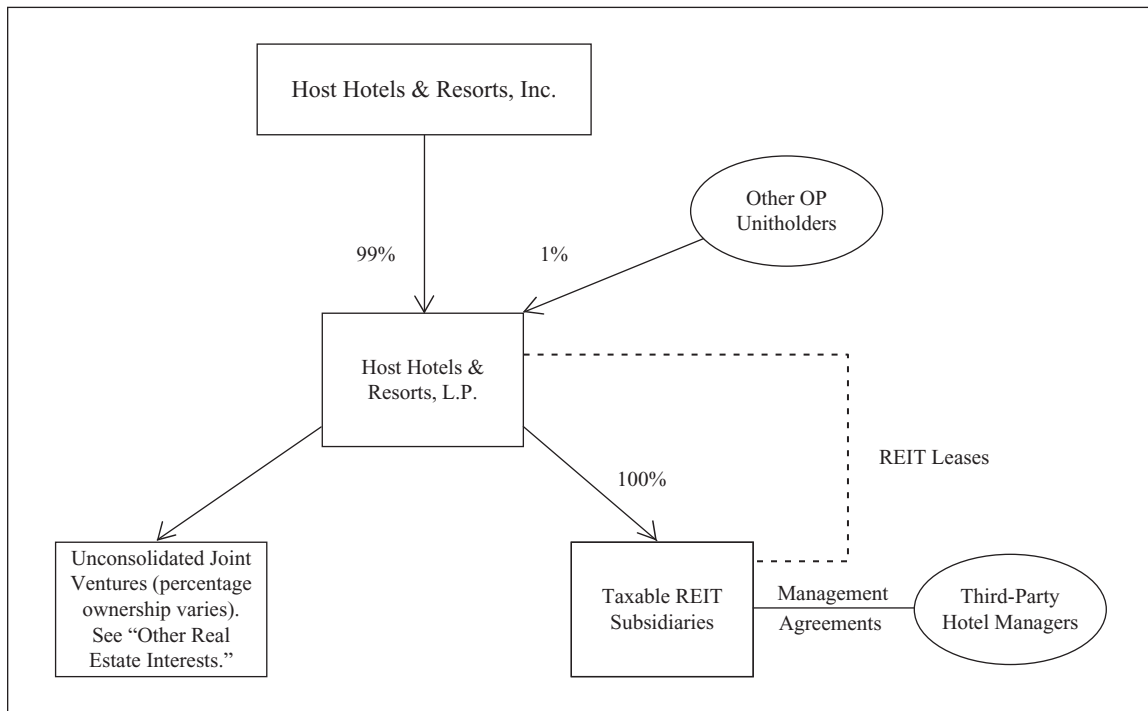 Host Hotels & Resorts, Inc.
Other OP
Unitholders
99%
1%
Host Hotels &
Resorts, L.P.
REIT Leases
100%
Unconsolidated Joint
Ventures (percentage
ownership varies).
See “Other Real
Estate Interests.”
Taxable REIT
Subsidiaries
Management
Agreements
Third-Party
Hotel Managers